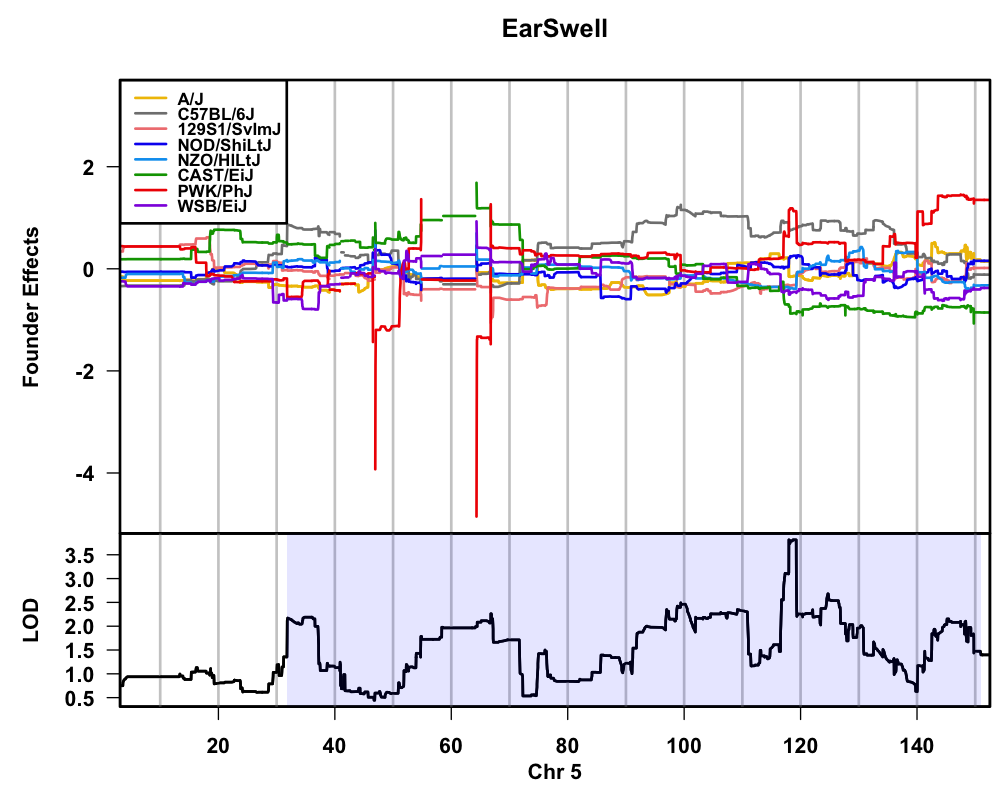 EarSwell
A/J
C57BL/6J
129S1/SvImJ
NOD/ShiLtJ
NZO/HlLtJ
CAST/EiJ
PWK/PhJ
WSB/EiJ
Founder Effects
2
0
-2
-4
LOD
3.5
3.0
2.5
2.0
1.5
1.0
0.5
20 40 60 80 100 120 140
Chr 5